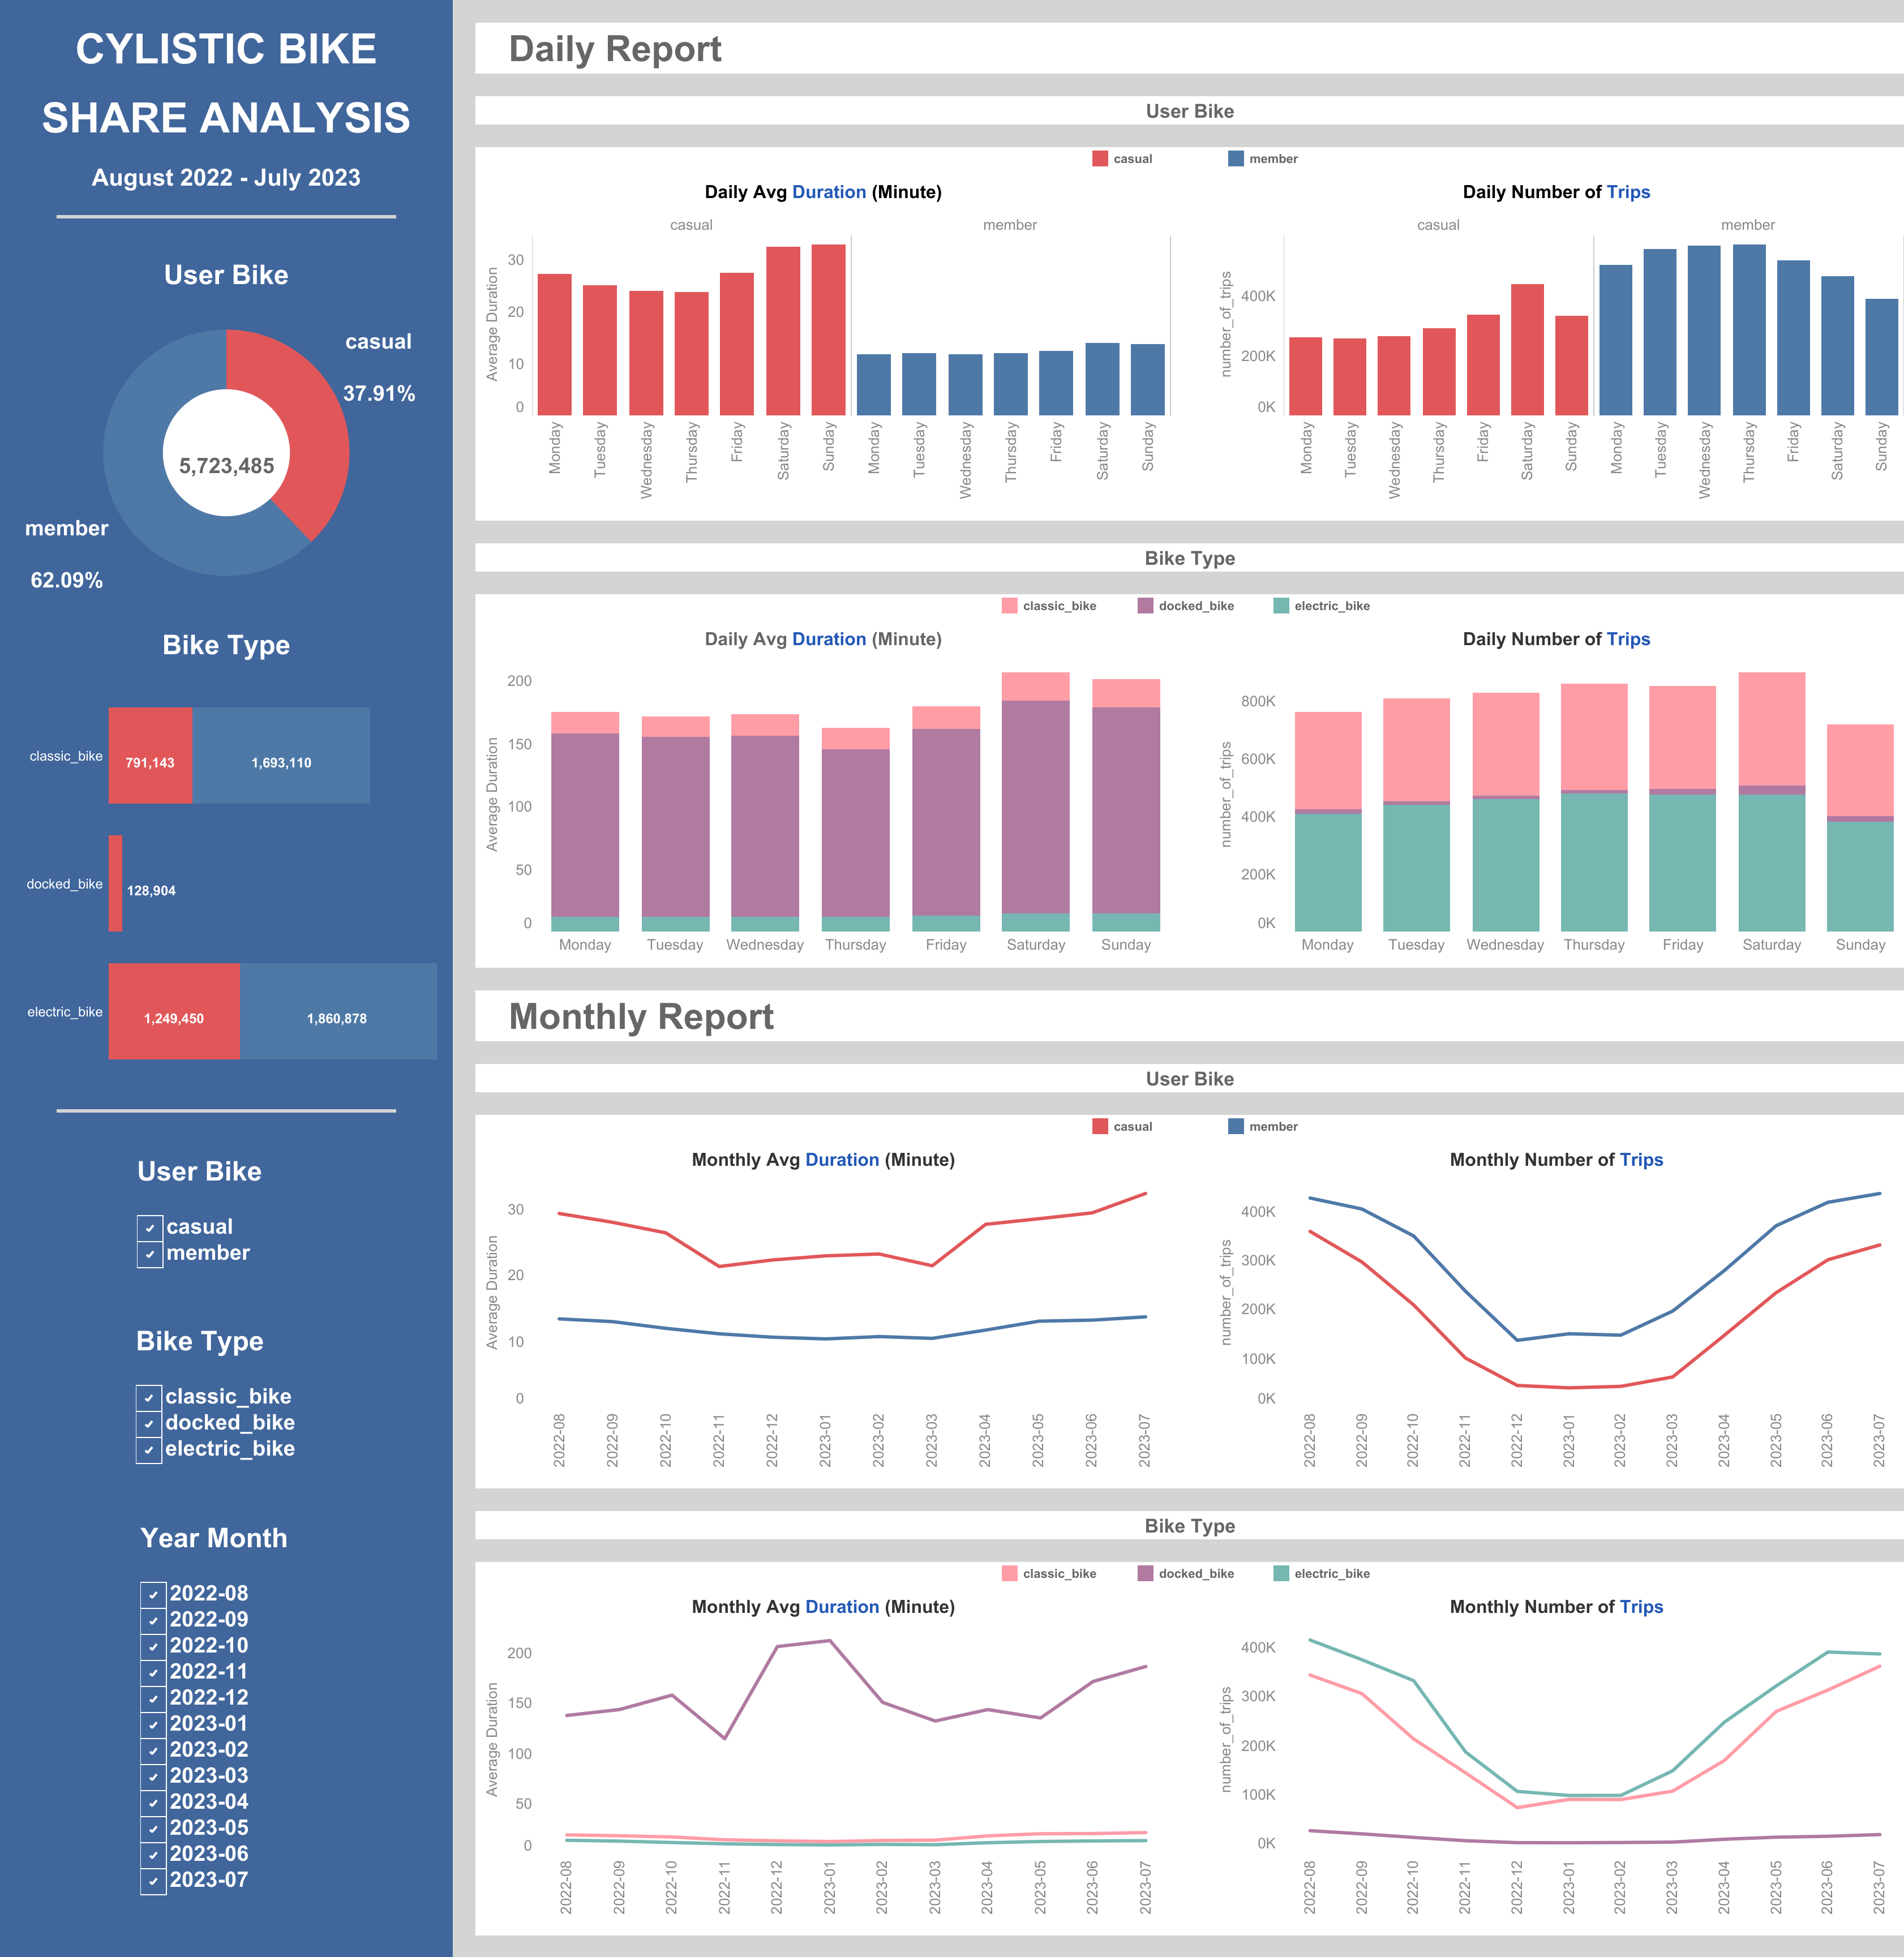 CYLISTIC BIKE
SHARE ANALYSIS
August 2022 - July 2023
User Bike
casual
37.91%
5,723,485
member
62.09%
Bike Type
classic_bike
791,143
1,693,110
docked_bike
128,904
electric_bike
1,249,450
1,860,878
User Bike
casual
member
Bike Type
classic_bike
docked_bike
electric_bike
Year Month
2022-08
2022-09
2022-10
2022-11
2022-12
2023-01
2023-02
2023-03
2023-04
2023-05
2023-06
2023-07
Daily Report
User Bike
casual member
Daily Avg Duration (Minute)
casual member
Average Duration
30
20
10
0
Monday Tuesday Wednesday Thursday Friday Saturday Sunday Monday Tuesday Wednesday Thursday Friday Saturday Sunday
Daily Number of Trips
casual member
number_of_trips
400K
200K
0K
Monday Tuesday Wednesday Thursday Friday Saturday Sunday Monday Tuesday Wednesday Thursday Friday Saturday Sunday
Bike Type
classic_bike docked_bike electric_bike
Daily Avg Duration (Minute)
Average Duration
200
150
100
50
0
Monday Tuesday Wednesday Thursday Friday Saturday Sunday
Daily Number of Trips
number_of_trips
800K
600K
400K
200K
0K
Monday Tuesday Wednesday Thursday Friday Saturday Sunday
Monthly Report
User Bike
casual member
Monthly Avg Duration (Minute)
Average Duration
30
20
10
0
2022-08 2022-09 2022-10 2022-11 2022-12 2023-01 2023-02 2023-03 2023-04 2023-05 2023-06 2023-07
Monthly Number of Trips
number_of_trips
400K
300K
200K
100K
0K
2022-08 2022-09 2022-10 2022-11 2022-12 2023-01 2023-02 2023-03 2023-04 2023-05 2023-06 2023-07
Bike Type
classic_bike docked_bike electric_bike
Monthly Avg Duration (Minute)
Average Duration
200
150
100
50
0
2022-08 2022-09 2022-10 2022-11 2022-12 2023-01 2023-02 2023-03 2023-04 2023-05 2023-06 2023-07
Monthly Number of Trips
number_of_trips
400K
300K
200K
100K
0K
2022-08 2022-09 2022-10 2022-11 2022-12 2023-01 2023-02 2023-03 2023-04 2023-05 2023-06 2023-07